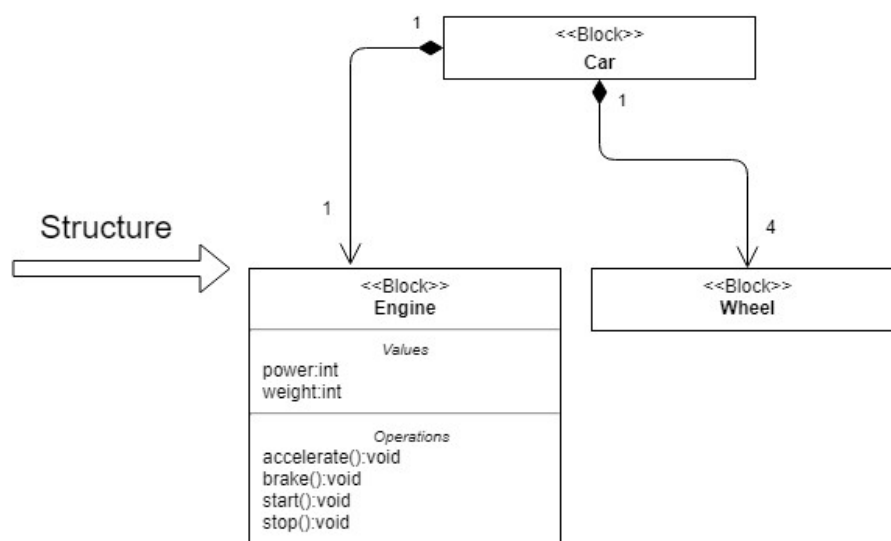 1
<<Block>>
Car
1
1
4
Structure
<<Block>>
Engine
<<Block>>
Wheel
Values
power:int
weight:int
Operations
accelerate():void
brake():void
start():void
stop():void